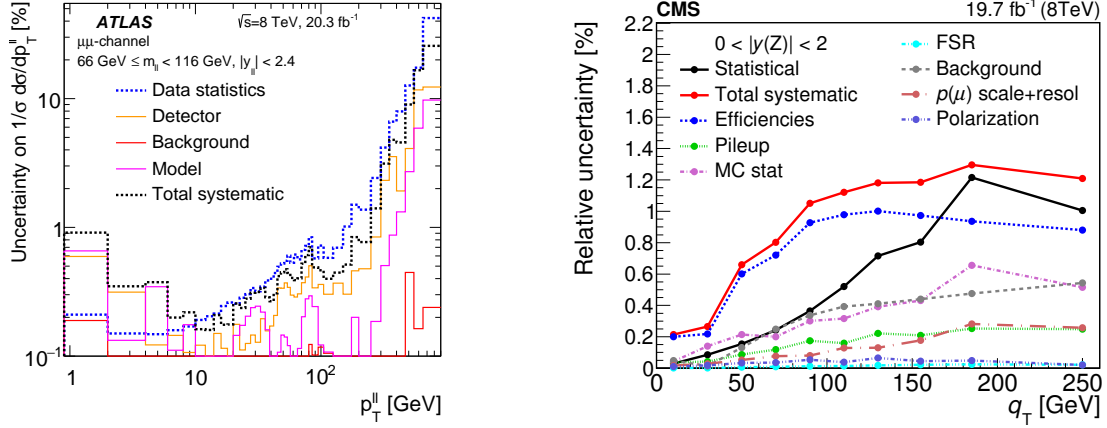 ATLAS
√s=8 TeV, 20.3 fb⁻¹
μμ-channel
66 GeV ≤ mₗₗ < 116 GeV, |yₗₗ| < 2.4
Data statistics
Detector
Background
Model
Total systematic
Uncertainty on 1/σ dσ/dp_T^ll [%]
10
1
10⁻¹
1 10 10²
p_T^ll [GeV]
CMS 19.7 fb⁻¹ (8TeV)
0 < |y(Z)| < 2
Statistical
Total systematic
Efficiencies
Pileup
MC stat
FSR
Background
p(μ) scale+resol
Polarization
Relative uncertainty [%]
2.2
2
1.8
1.6
1.4
1.2
1
0.8
0.6
0.4
0.2
0
0 50 100 150 200 250
q_T [GeV]